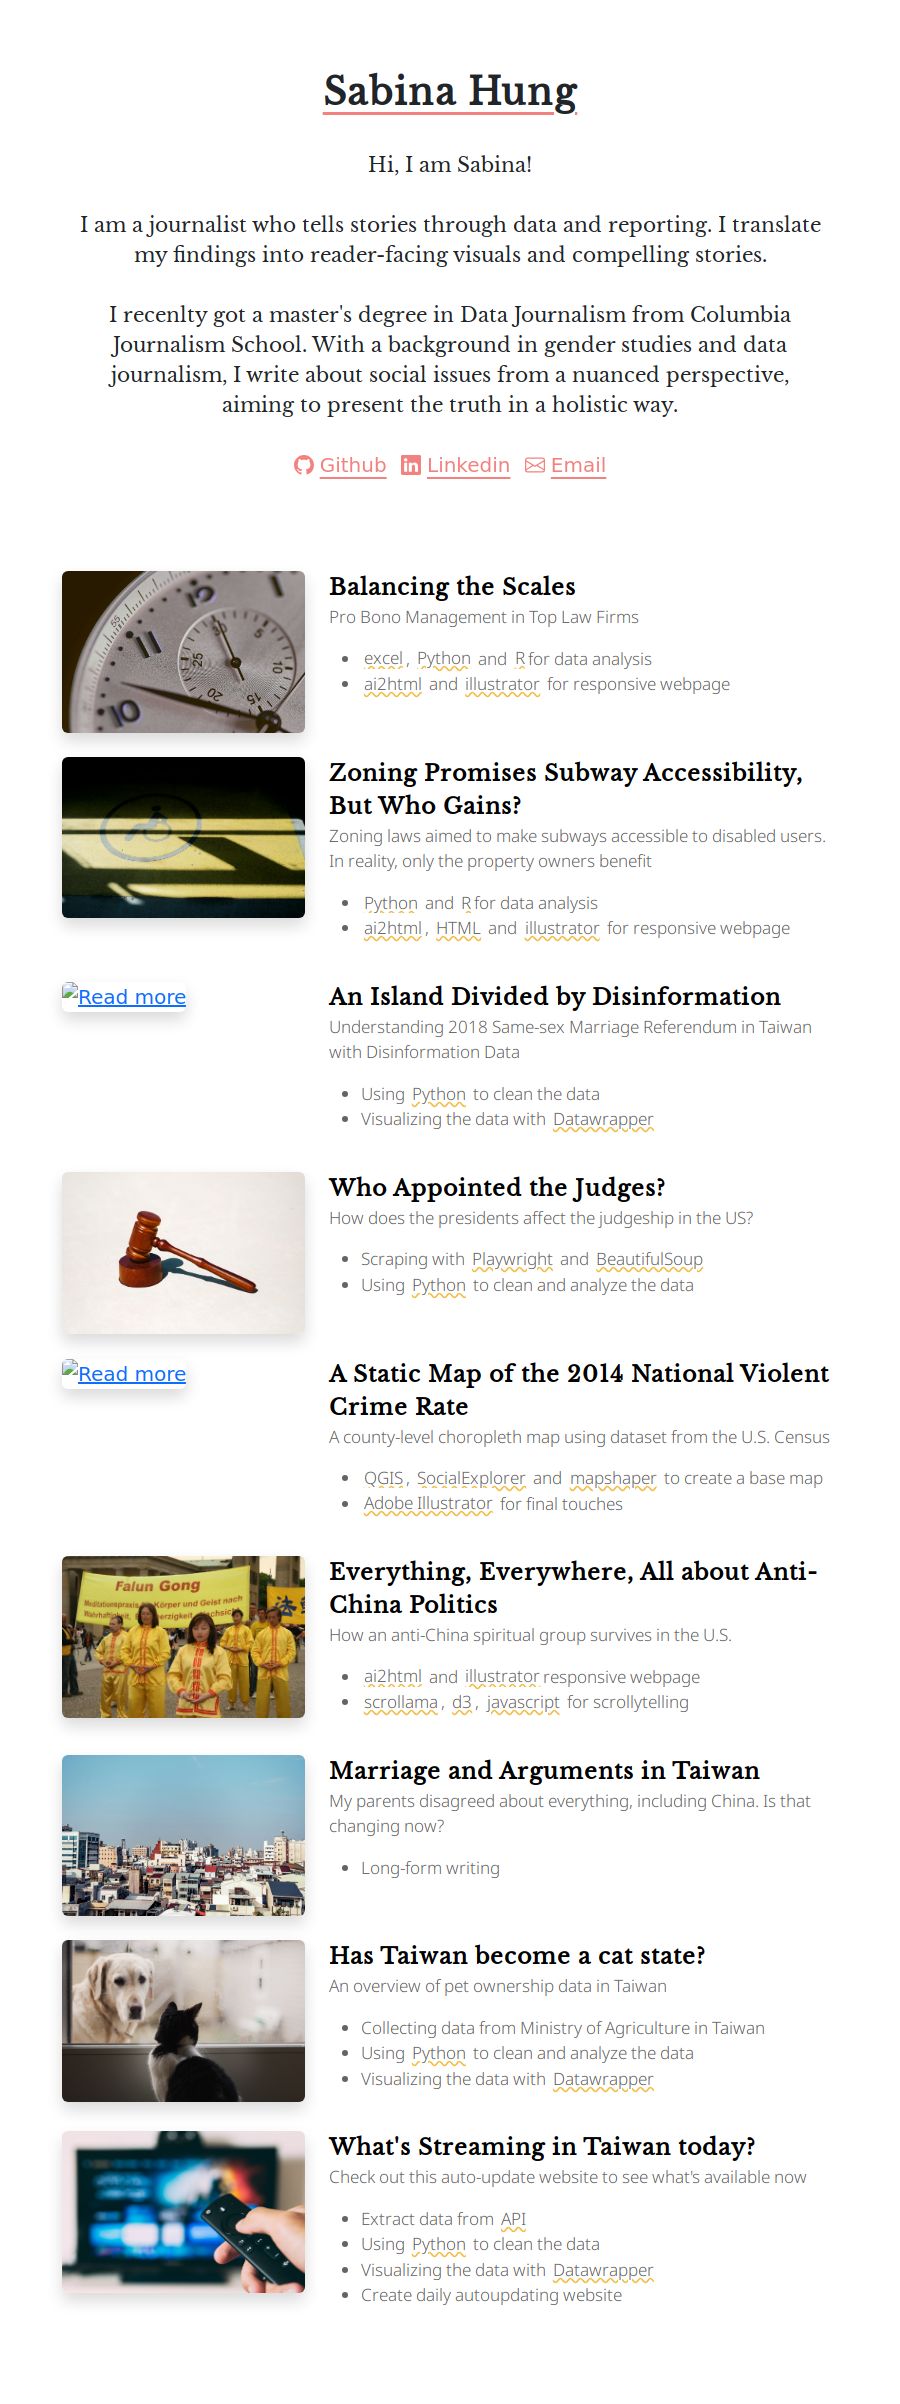 Sabina Hung
Hi, I am Sabina!
I am a journalist who tells stories through data and reporting. I translate
my findings into reader-facing visuals and compelling stories.
I recenlty got a master's degree in Data Journalism from Columbia
Journalism School. With a background in gender studies and data
journalism, I write about social issues from a nuanced perspective,
aiming to present the truth in a holistic way.
Github Linkedin Email
Balancing the Scales
Pro Bono Management in Top Law Firms
excel, Python and R for data analysis
ai2html and illustrator for responsive webpage
Zoning Promises Subway Accessibility,
But Who Gains?
Zoning laws aimed to make subways accessible to disabled users.
In reality, only the property owners benefit
Python and R for data analysis
ai2html, HTML and illustrator for responsive webpage
Read more
An Island Divided by Disinformation
Understanding 2018 Same-sex Marriage Referendum in Taiwan
with Disinformation Data
Using Python to clean the data
Visualizing the data with Datawrapper
Who Appointed the Judges?
How does the presidents affect the judgeship in the US?
Scraping with Playwright and BeautifulSoup
Using Python to clean and analyze the data
Read more
A Static Map of the 2014 National Violent
Crime Rate
A county-level choropleth map using dataset from the U.S. Census
QGIS, SocialExplorer and mapshaper to create a base map
Adobe Illustrator for final touches
Falun Gong
Everything, Everywhere, All about Anti-
China Politics
How an anti-China spiritual group survives in the U.S.
ai2html and illustrator responsive webpage
scrollama, d3, javascript for scrollytelling
Marriage and Arguments in Taiwan
My parents disagreed about everything, including China. Is that
changing now?
Long-form writing
Has Taiwan become a cat state?
An overview of pet ownership data in Taiwan
Collecting data from Ministry of Agriculture in Taiwan
Using Python to clean and analyze the data
Visualizing the data with Datawrapper
What's Streaming in Taiwan today?
Check out this auto-update website to see what's available now
Extract data from API
Using Python to clean the data
Visualizing the data with Datawrapper
Create daily autoupdating website